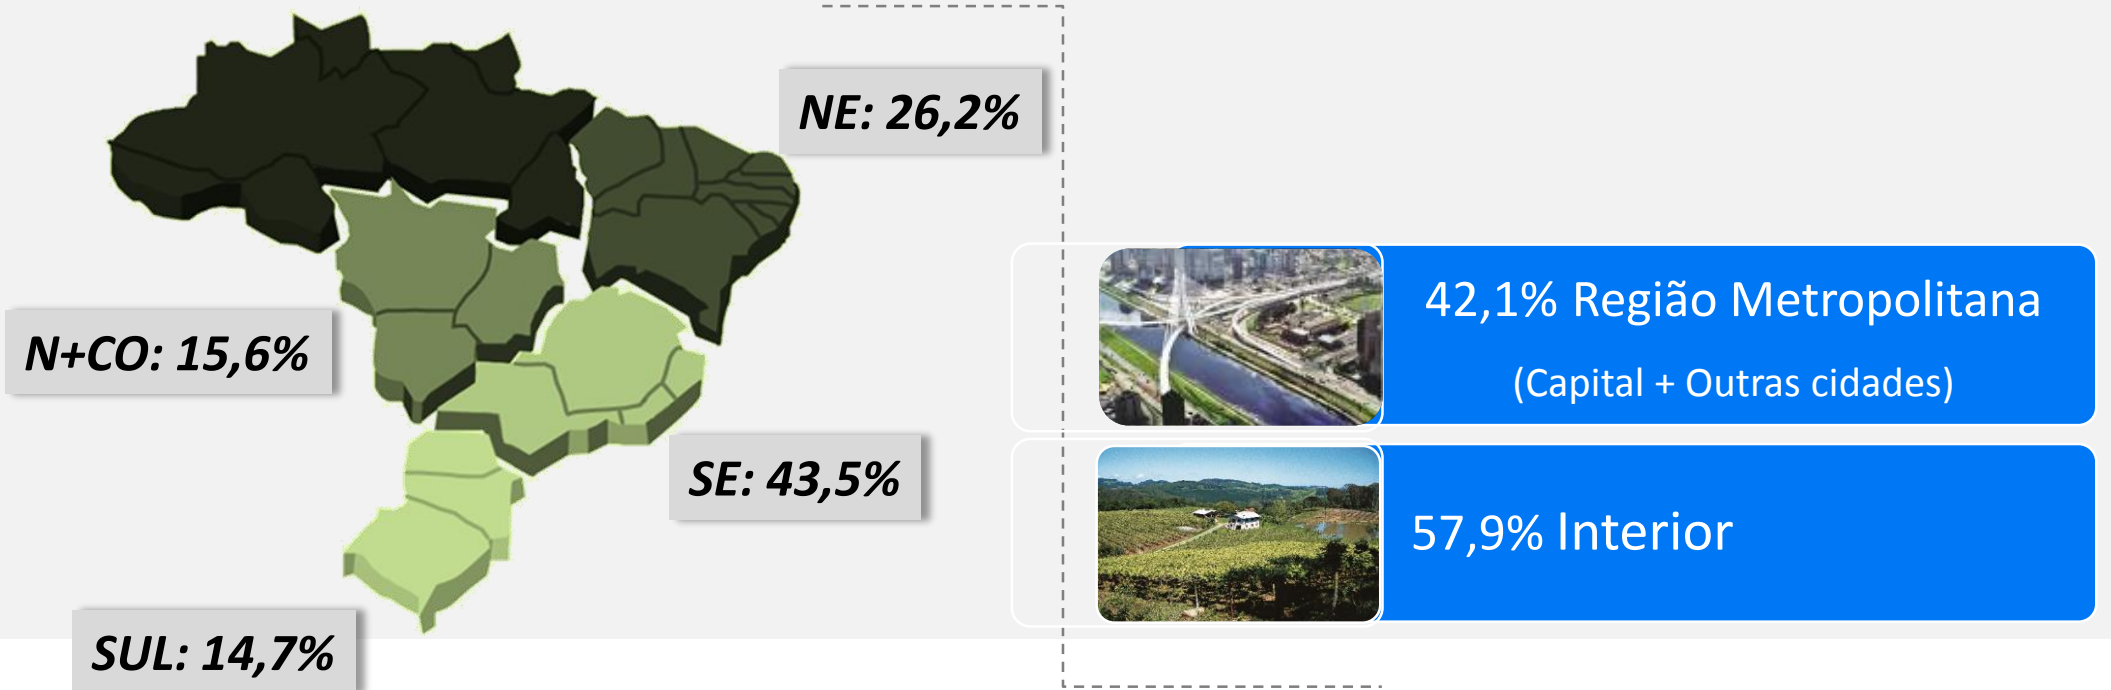 NE: 26,2%
N+CO: 15,6%
SE: 43,5%
SUL: 14,7%
42,1% Região Metropolitana
(Capital + Outras cidades)
57,9% Interior